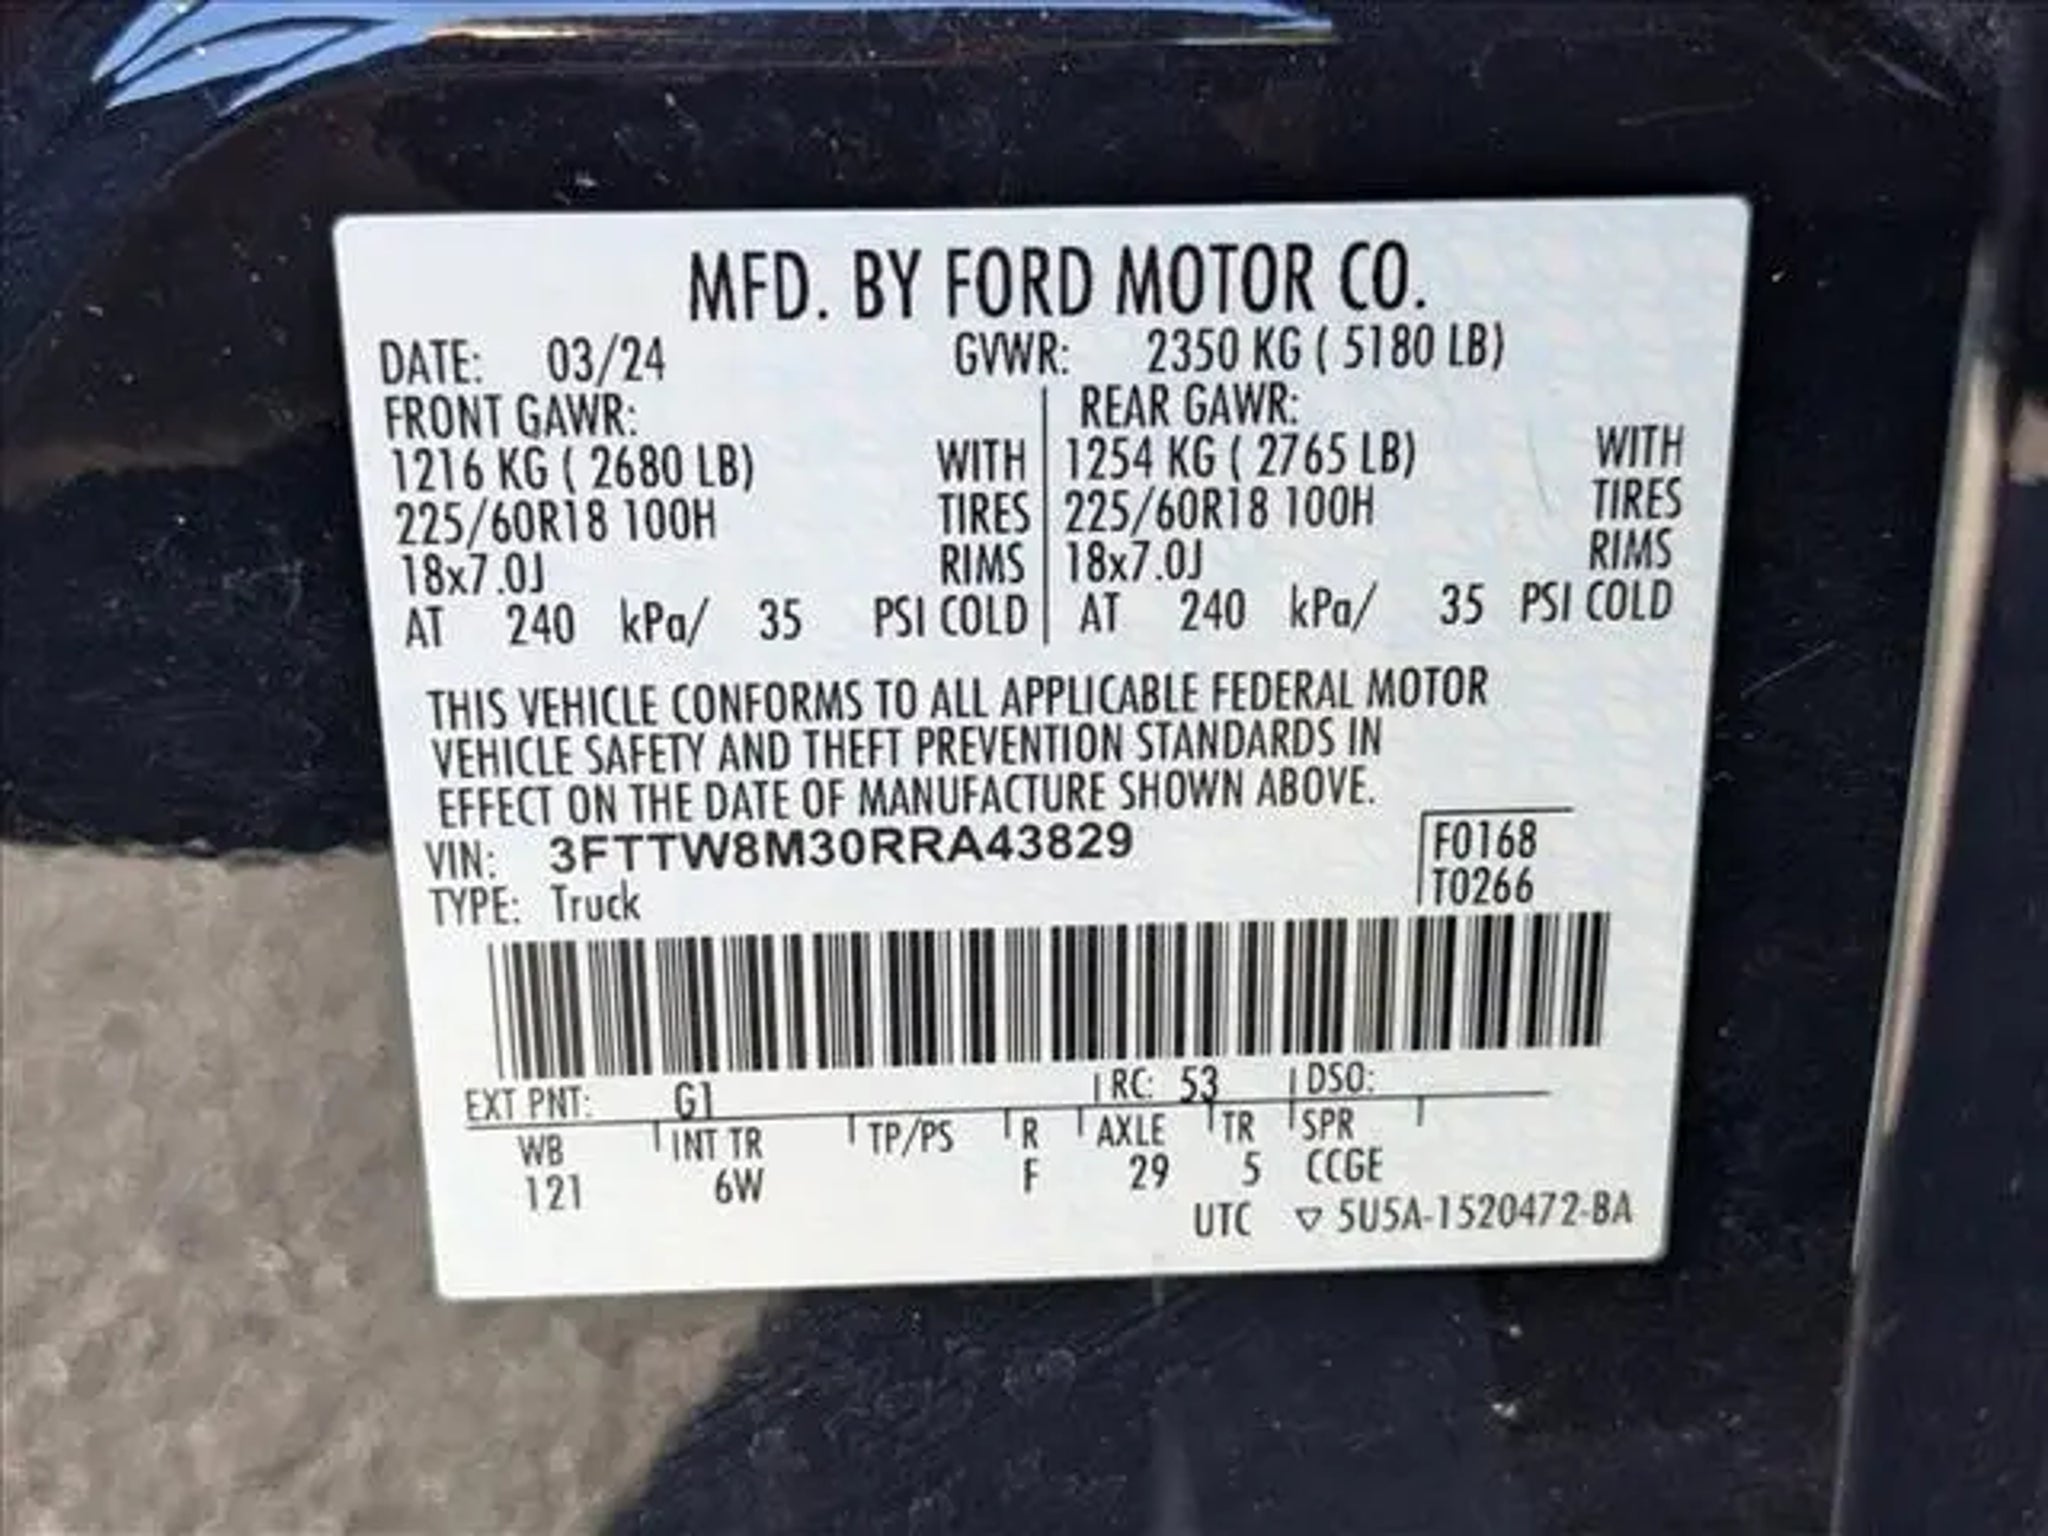 MFD. BY FORD MOTOR CO.
DATE: 03/24 GVWR: 2350 KG ( 5180 LB)
FRONT GAWR: REAR GAWR:
1216 KG ( 2680 LB) WITH 1254 KG ( 2765 LB) WITH
225/60R18 100H TIRES 225/60R18 100H TIRES
18x7.0J RIMS 18x7.0J RIMS
AT 240 kPa/ 35 PSI COLD AT 240 kPa/ 35 PSI COLD
THIS VEHICLE CONFORMS TO ALL APPLICABLE FEDERAL MOTOR
VEHICLE SAFETY AND THEFT PREVENTION STANDARDS IN
EFFECT ON THE DATE OF MANUFACTURE SHOWN ABOVE.
VIN: 3FTTW8M30RRA43829 F0168
TYPE: Truck T0266
EXT PNT: G1 RC: 53 DSO:
WB INT TR TP/PS R AXLE TR SPR
121 6W F 29 5 CCGE
UTC ▽ 5U5A-1520472-BA